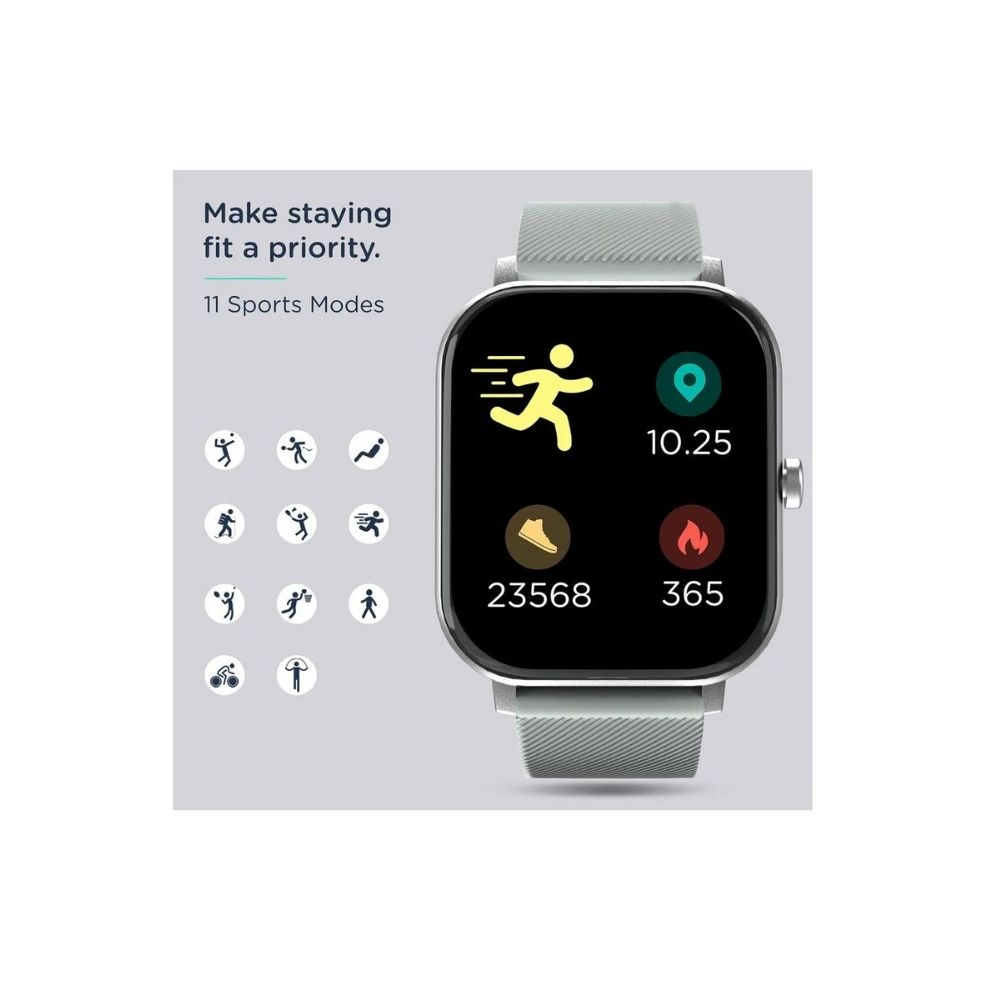 Make staying
fit a priority.
11 Sports Modes
10.25
23568
365